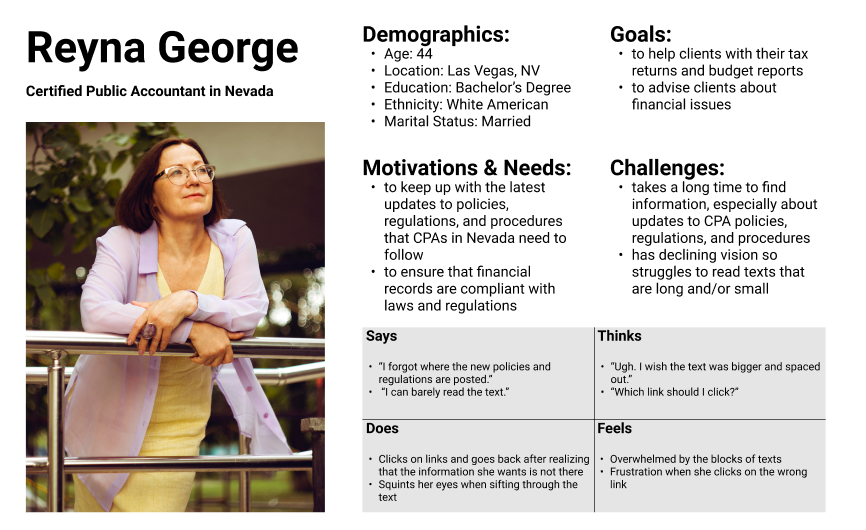 Reyna George
Certified Public Accountant in Nevada
Demographics:
• Age: 44
• Location: Las Vegas, NV
• Education: Bachelor’s Degree
• Ethnicity: White American
• Marital Status: Married
Goals:
• to help clients with their tax
returns and budget reports
• to advise clients about
financial issues
Motivations & Needs:
• to keep up with the latest
updates to policies,
regulations, and procedures
that CPAs in Nevada need to
follow
• to ensure that financial
records are compliant with
laws and regulations
Challenges:
• takes a long time to find
information, especially about
updates to CPA policies,
regulations, and procedures
• has declining vision so
struggles to read texts that
are long and/or small
Says
• “I forgot where the new policies and
regulations are posted.”
• “I can barely read the text.”
Thinks
• “Ugh. I wish the text was bigger and spaced
out.”
• “Which link should I click?”
Does
• Clicks on links and goes back after realizing
that the information she wants is not there
• Squints her eyes when sifting through the
text
Feels
• Overwhelmed by the blocks of texts
• Frustration when she clicks on the wrong
link